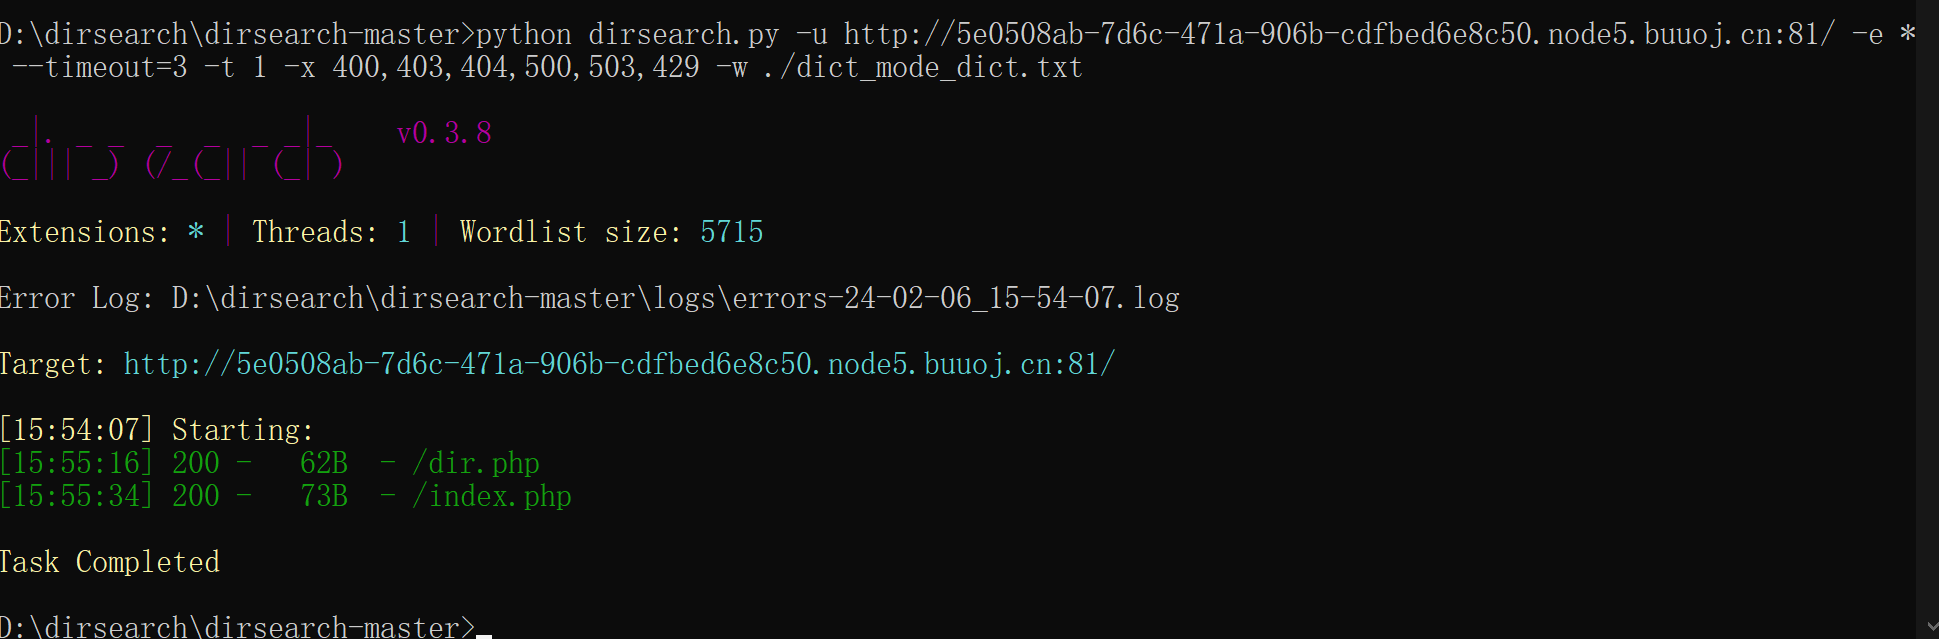 D:\dirsearch\dirsearch-master>python dirsearch.py -u http://5e0508ab-7d6c-471a-906b-cdfbed6e8c50.node5.buuoj.cn:81/ -e *
--timeout=3 -t 1 -x 400,403,404,500,503,429 -w ./dict_mode_dict.txt
 _|. _ _  _  _  _ _|_    v0.3.8
(_||| _) (/_(_|| (_| )
Extensions: * | Threads: 1 | Wordlist size: 5715
Error Log: D:\dirsearch\dirsearch-master\logs\errors-24-02-06_15-54-07.log
Target: http://5e0508ab-7d6c-471a-906b-cdfbed6e8c50.node5.buuoj.cn:81/
[15:54:07] Starting:
[15:55:16] 200 -   62B  - /dir.php
[15:55:34] 200 -   73B  - /index.php
Task Completed
D:\dirsearch\dirsearch-master>